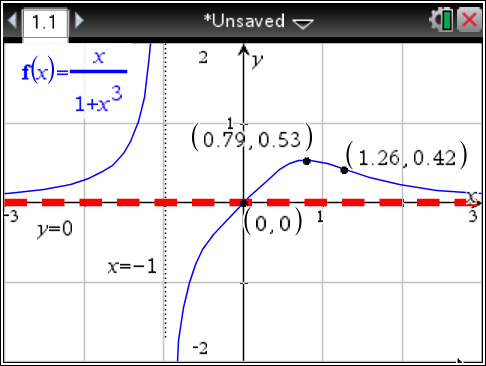 1.1
*Unsaved
f(x)=x/(1+x^3)
2
y
1
(0.79,0.53)
(1.26,0.42)
x
-3
(0,0)
1
3
y=0
x=-1
-2